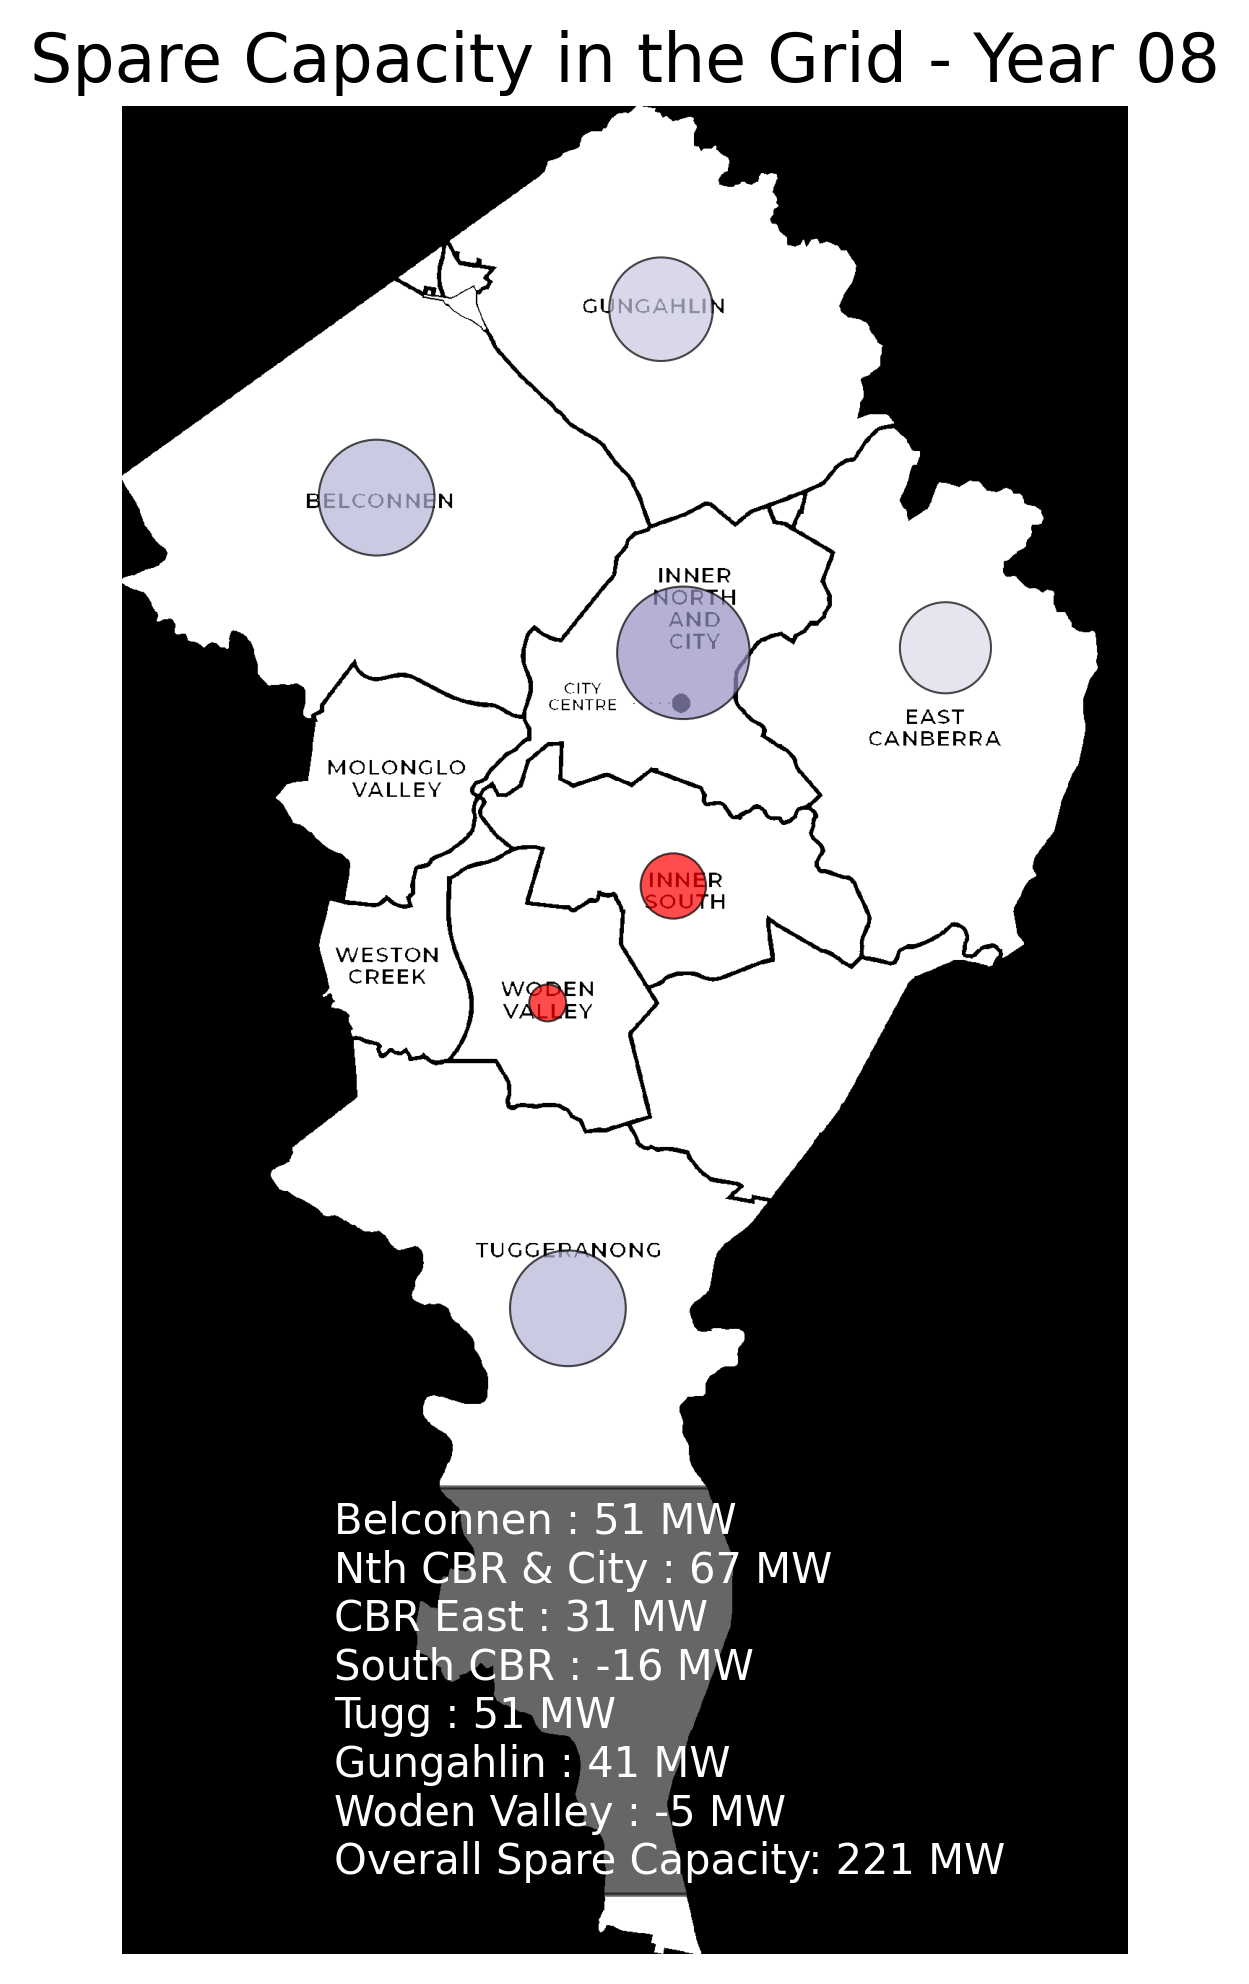 Spare Capacity in the Grid - Year 08
GUNGAHLIN
BELCONNEN
INNER
NORTH
AND
CITY
CITY
CENTRE
EAST
CANBERRA
MOLONGLO
VALLEY
INNER
SOUTH
WESTON
CREEK
WODEN
VALLEY
TUGGERANONG
Belconnen : 51 MW
Nth CBR & City : 67 MW
CBR East : 31 MW
South CBR : -16 MW
Tugg : 51 MW
Gungahlin : 41 MW
Woden Valley : -5 MW
Overall Spare Capacity: 221 MW